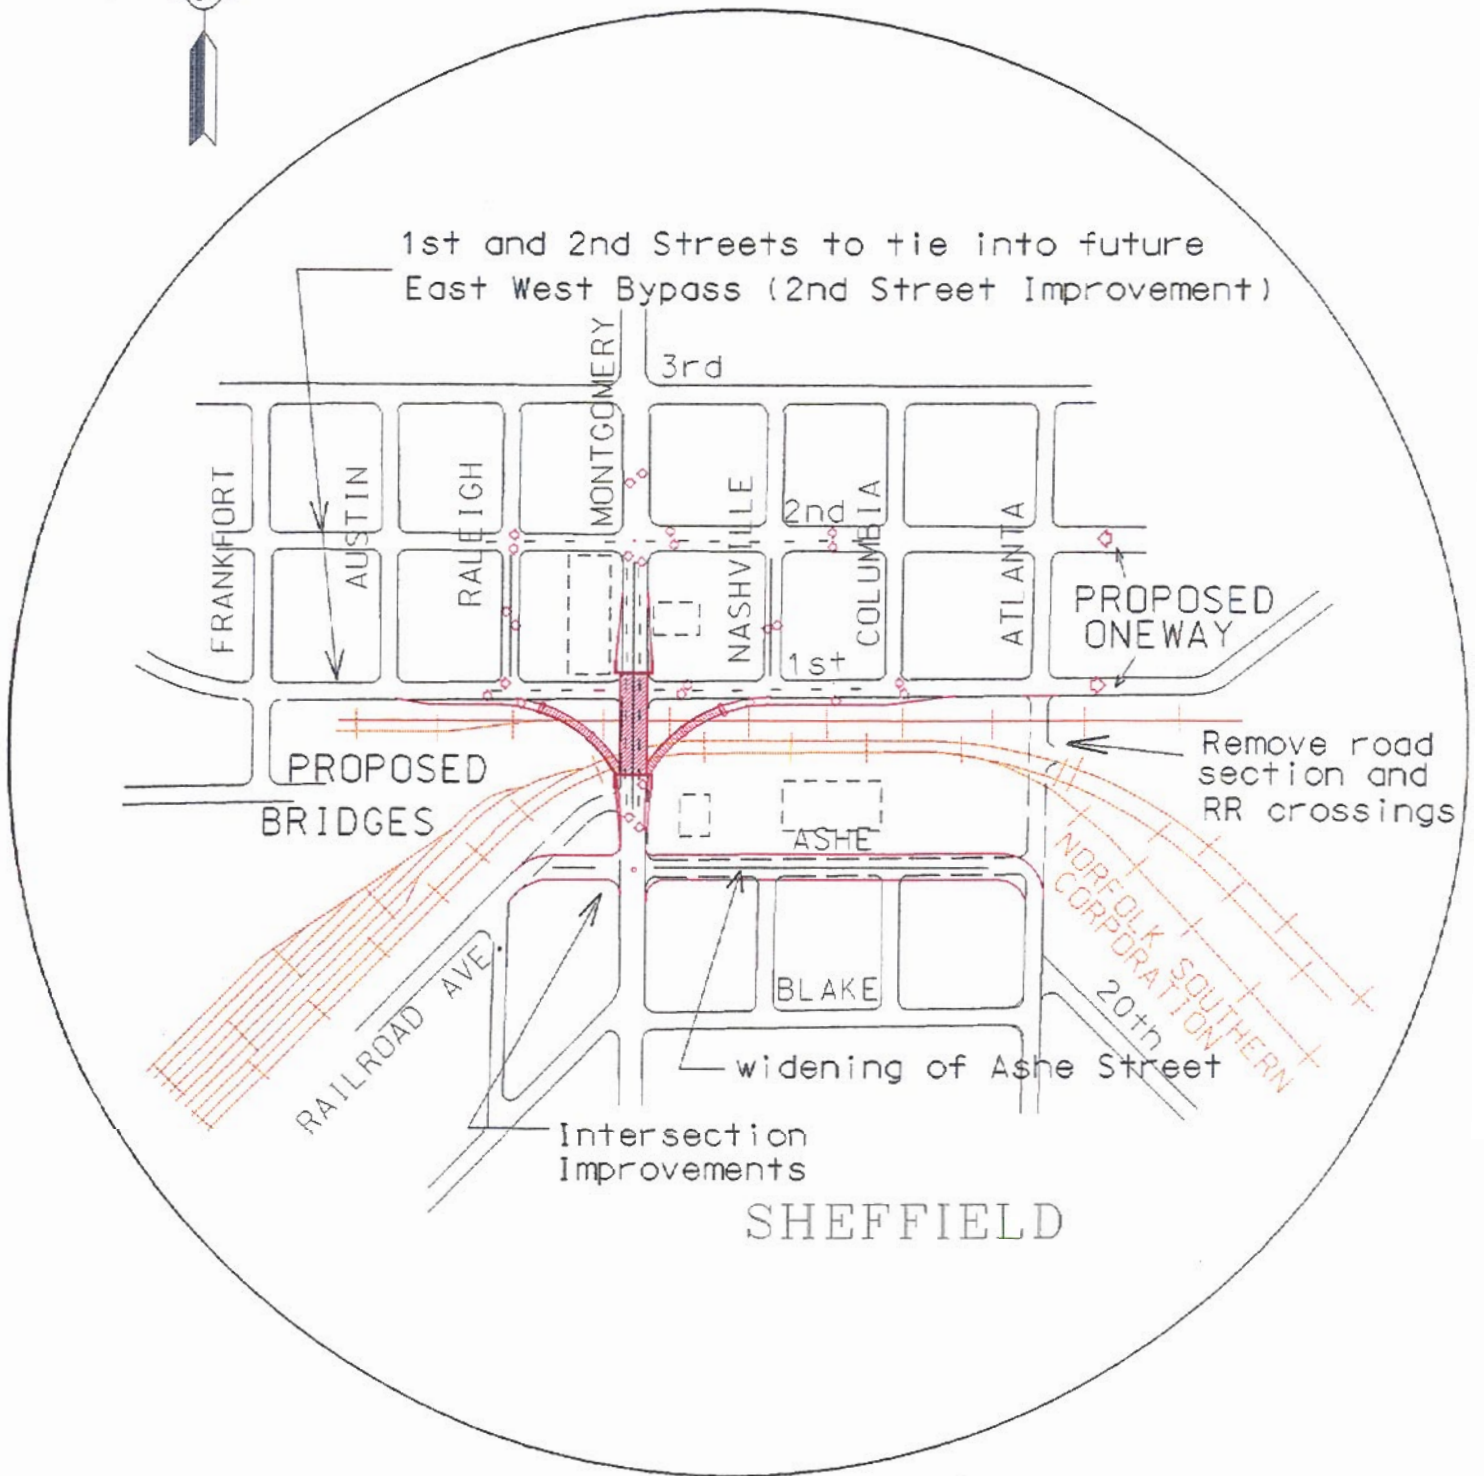 1st and 2nd Streets to tie into future
East West Bypass (2nd Street Improvement)
3rd
MONTGOMERY
FRANKFORT
AUSTIN
RALEIGH
NASHVILLE
2nd
COLUMBIA
ATLANTA
PROPOSED
ONEWAY
1st
PROPOSED
BRIDGES
Remove road
section and
RR crossings
ASHE
NORFOLK SOUTHERN
CORPORATION
RAILROAD AVE
BLAKE
20th
widening of Ashe Street
Intersection
Improvements
SHEFFIELD